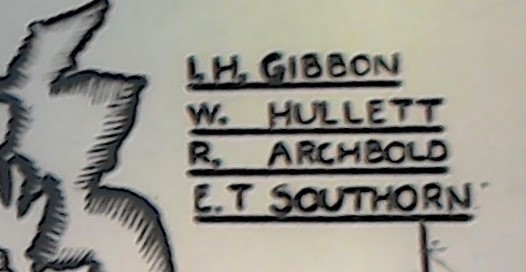 I. H. GIBBON
W. HULLETT
R. ARCHBOLD
E. T SOUTHORN